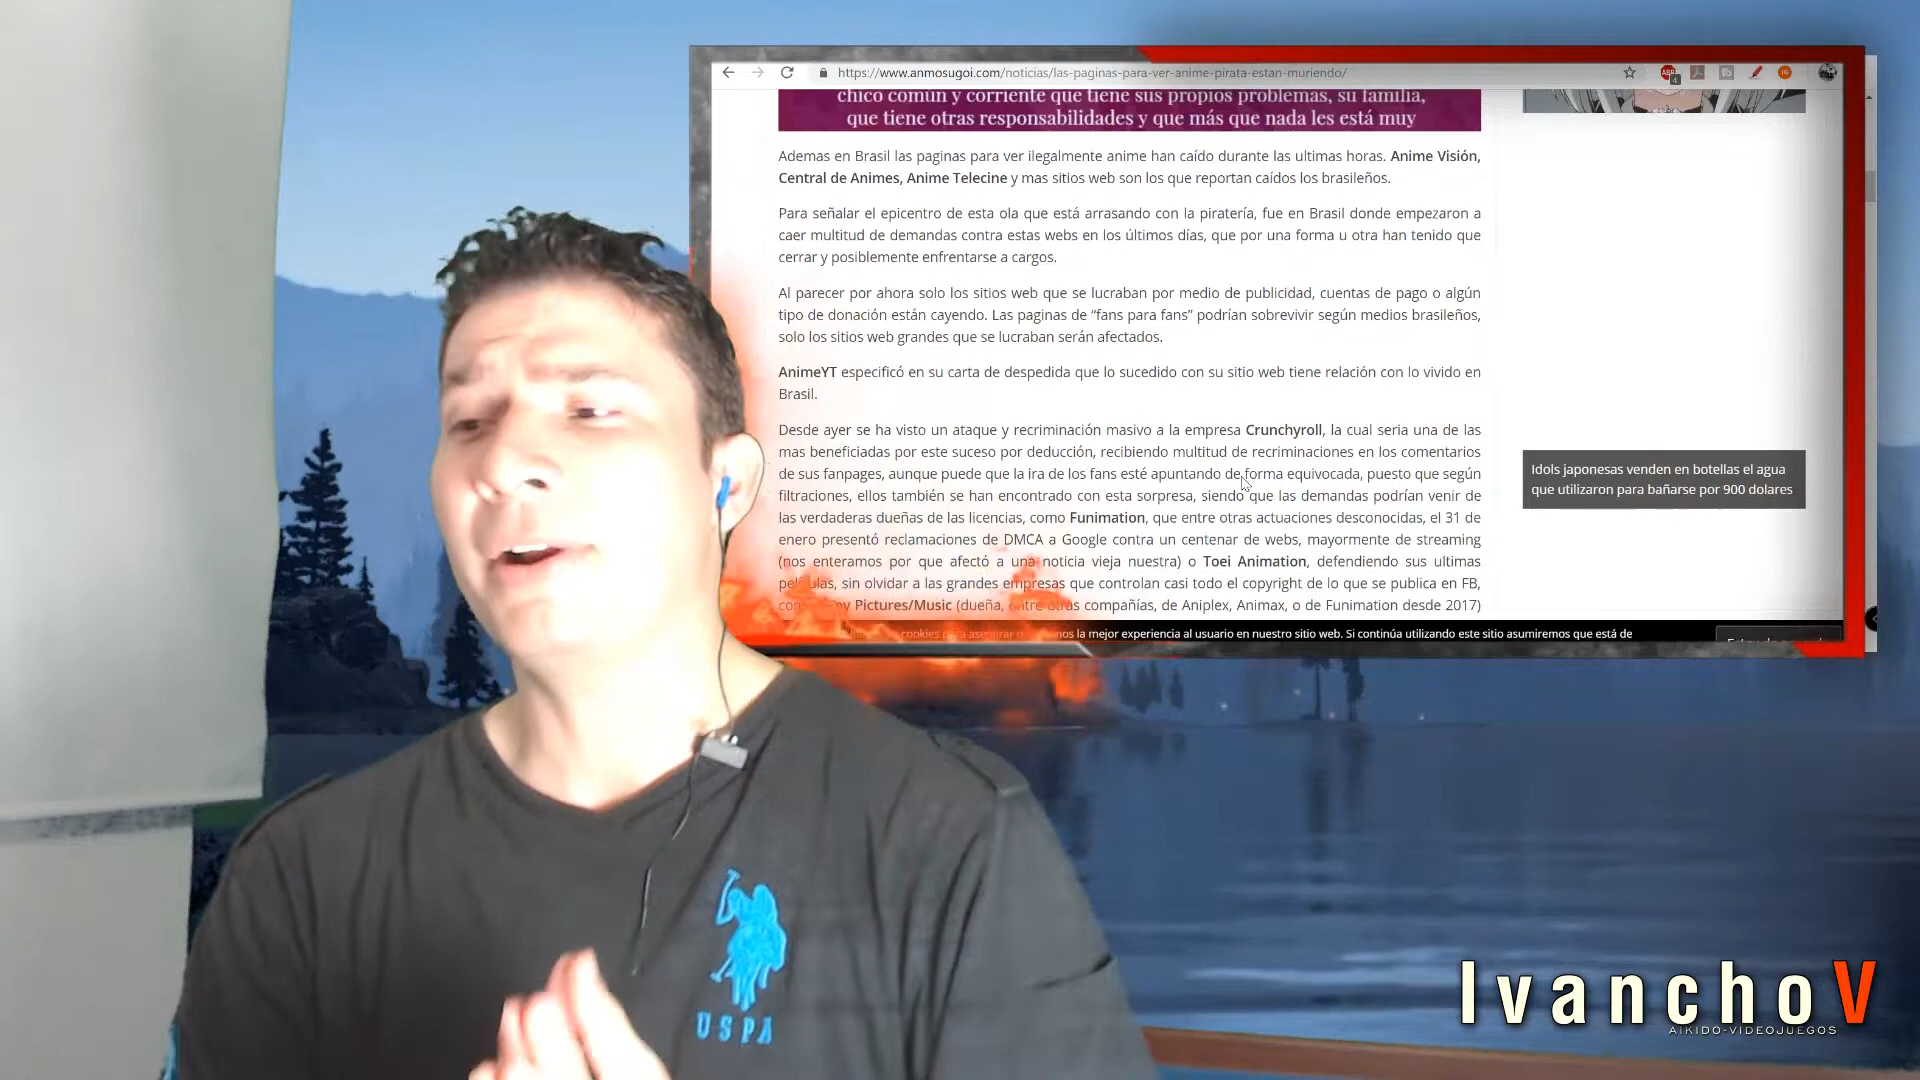 https://www.anmosugoi.com/noticias/las-paginas-para-ver-anime-pirata-estan-muriendo/
chico común y corriente que tiene sus propios problemas, su familia,
que tiene otras responsabilidades y que más que nada les está muy
Ademas en Brasil las paginas para ver ilegalmente anime han caído durante las ultimas horas. Anime Visión,
Central de Animes, Anime Telecine y mas sitios web son los que reportan caídos los brasileños.
Para señalar el epicentro de esta ola que está arrasando con la piratería, fue en Brasil donde empezaron a
caer multitud de demandas contra estas webs en los últimos días, que por una forma u otra han tenido que
cerrar y posiblemente enfrentarse a cargos.
Al parecer por ahora solo los sitios web que se lucraban por medio de publicidad, cuentas de pago o algún
tipo de donación están cayendo. Las paginas de “fans para fans” podrían sobrevivir según medios brasileños,
solo los sitios web grandes que se lucraban serán afectados.
AnimeYT especificó en su carta de despedida que lo sucedido con su sitio web tiene relación con lo vivido en
Brasil.
Desde ayer se ha visto un ataque y recriminación masivo a la empresa Crunchyroll, la cual seria una de las
mas beneficiadas por este suceso por deducción, recibiendo multitud de recriminaciones en los comentarios
de sus fanpages, aunque puede que la ira de los fans esté apuntando de forma equivocada, puesto que según
filtraciones, ellos también se han encontrado con esta sorpresa, siendo que las demandas podrían venir de
las verdaderas dueñas de las licencias, como Funimation, que entre otras actuaciones desconocidas, el 31 de
enero presentó reclamaciones de DMCA a Google contra un centenar de webs, mayormente de streaming
(nos enteramos por que afectó a una noticia vieja nuestra) o Toei Animation, defendiendo sus ultimas
películas, sin olvidar a las grandes empresas que controlan casi todo el copyright de lo que se publica en FB,
Pictures/Music (dueña, entre otras compañías, de Aniplex, Animax, o de Funimation desde 2017)
cookies para asegurar la mejor experiencia al usuario en nuestro sitio web. Si continúa utilizando este sitio asumiremos que está de
Idols japonesas venden en botellas el agua
que utilizaron para bañarse por 900 dolares
USPA
IvanchoV
AIKIDO-VIDEOJUEGOS